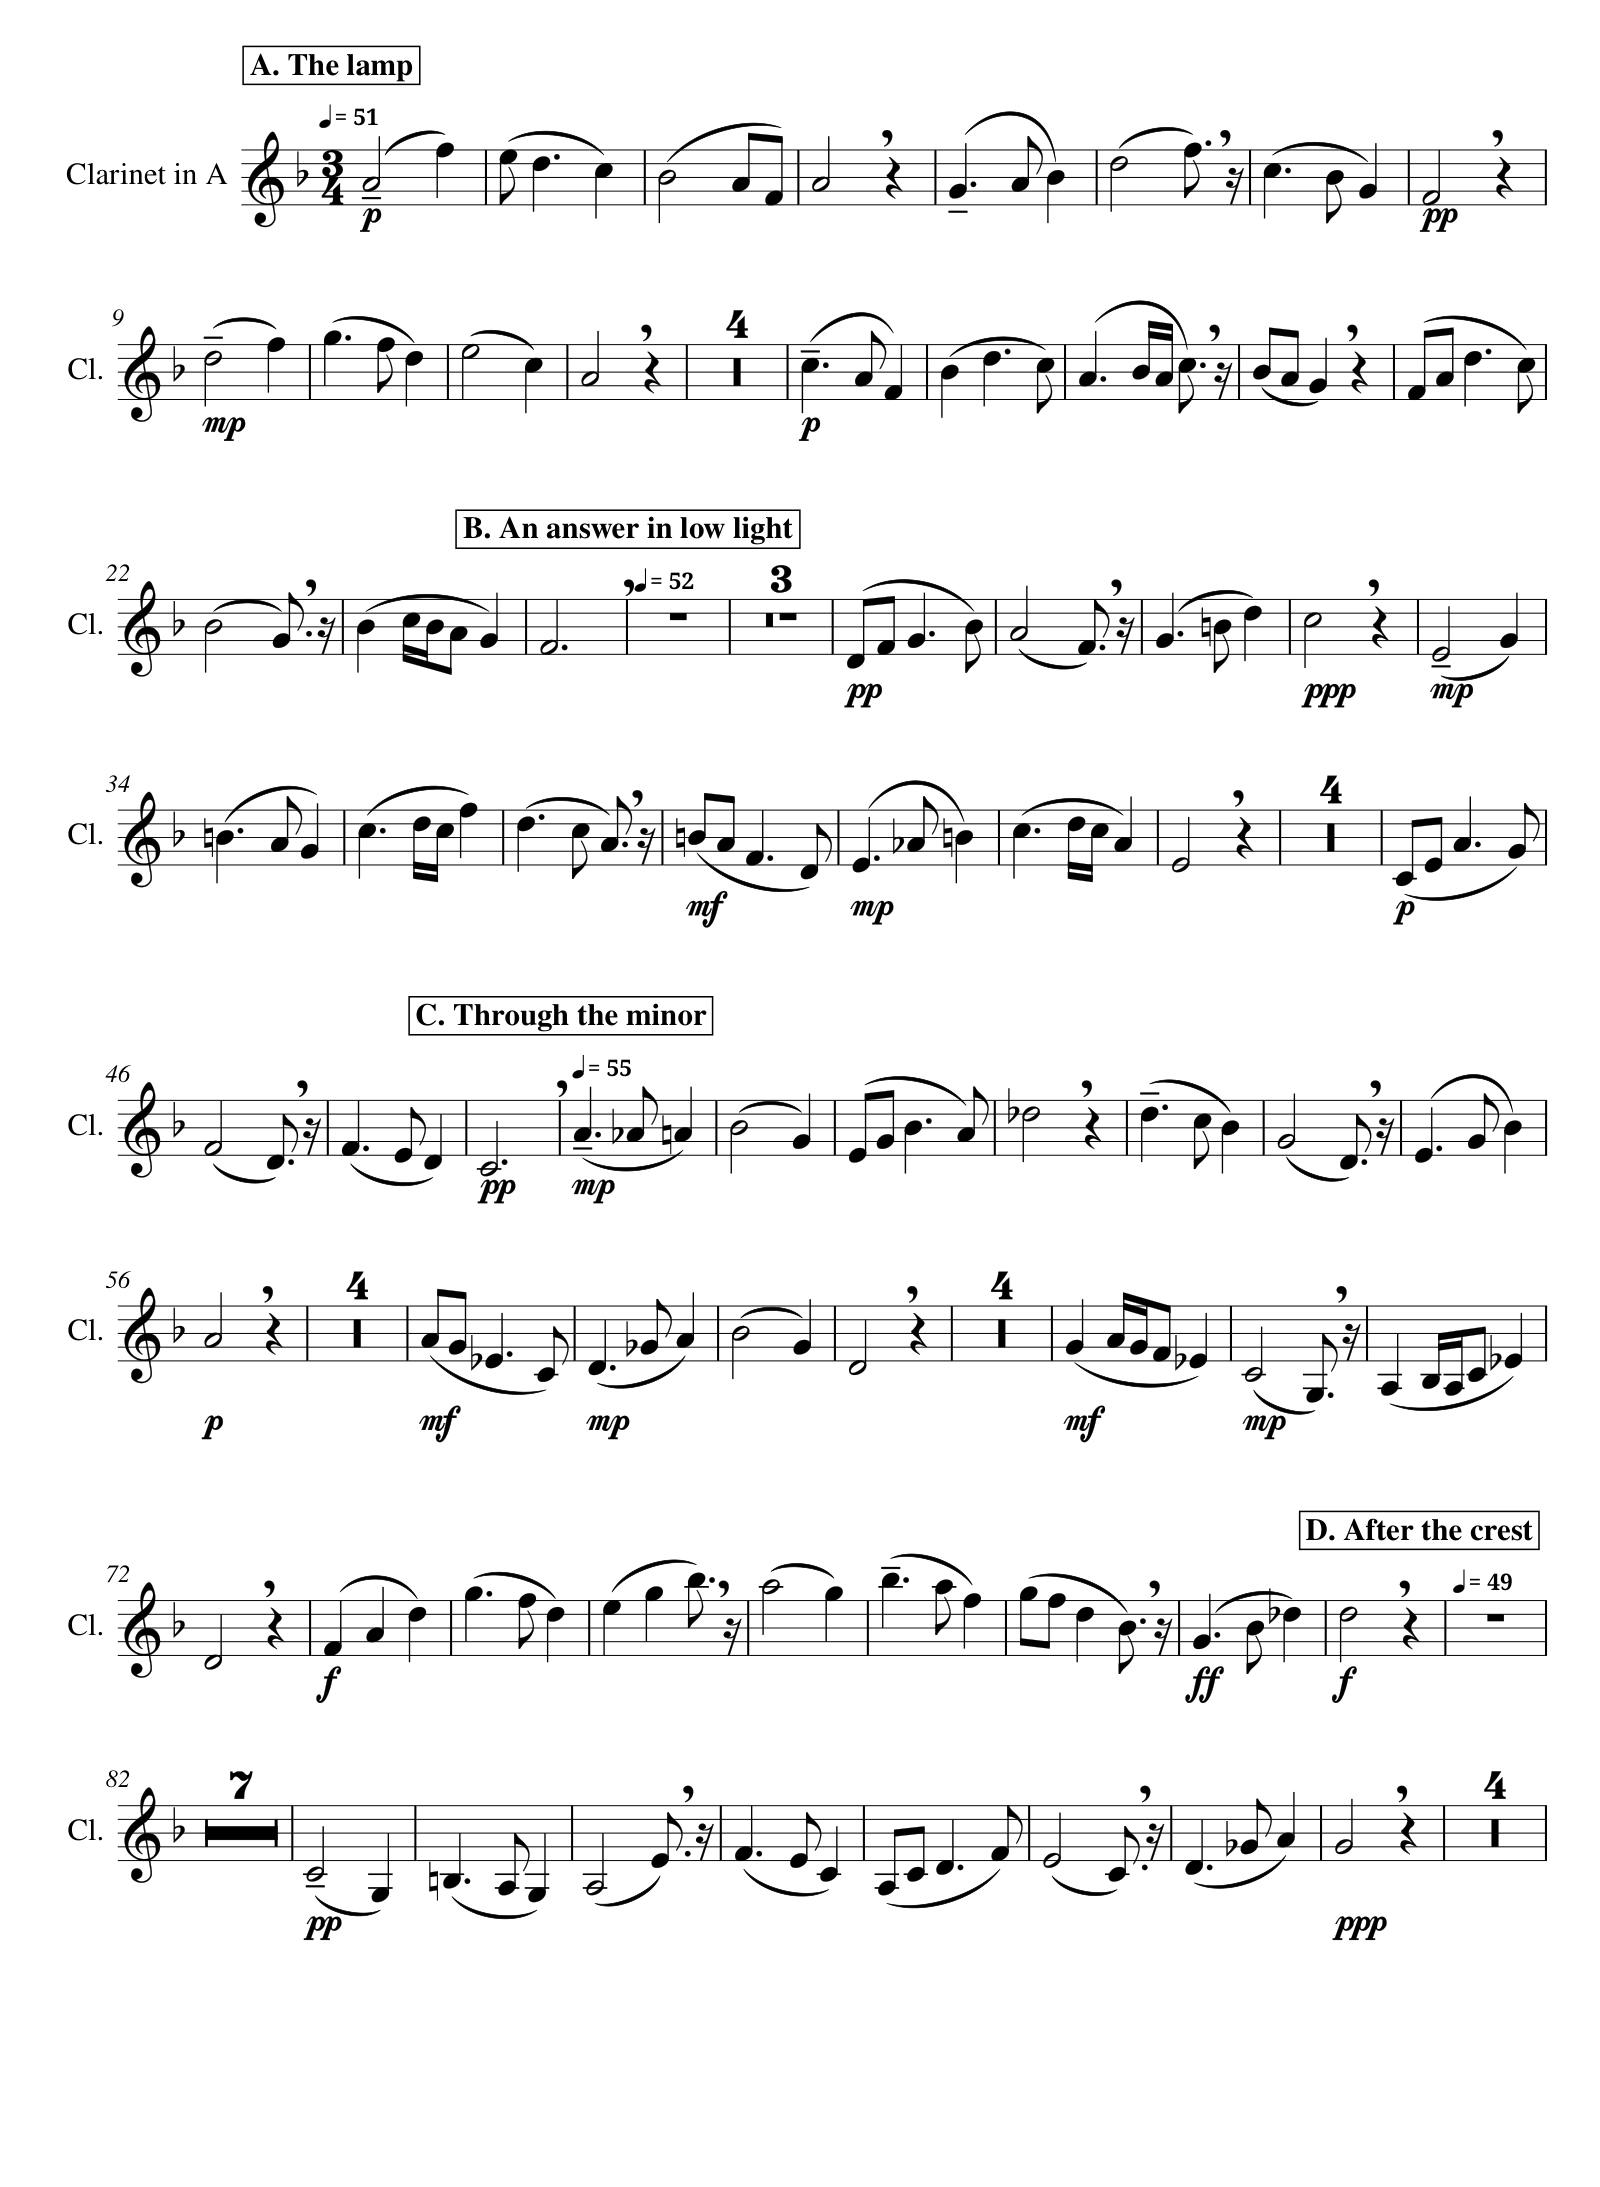 A. The lamp
♩ = 51
Clarinet in A
3
4
p
pp
9
4
Cl.
mp
p
B. An answer in low light
22
♩ = 52
3
Cl.
pp
ppp
mp
34
4
Cl.
mf
mp
p
C. Through the minor
46
♩ = 55
Cl.
pp
mp
56
4
4
Cl.
p
mf
mp
mf
mp
D. After the crest
72
♩ = 49
Cl.
f
ff
f
82
7
4
Cl.
pp
ppp